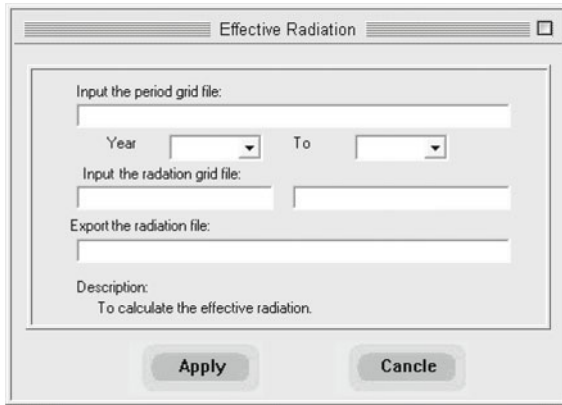 Effective Radiation
Input the period grid file:
Year To
Input the radation grid file:
Export the radiation file:
Description:
To calculate the effective radiation.
Apply Cancle